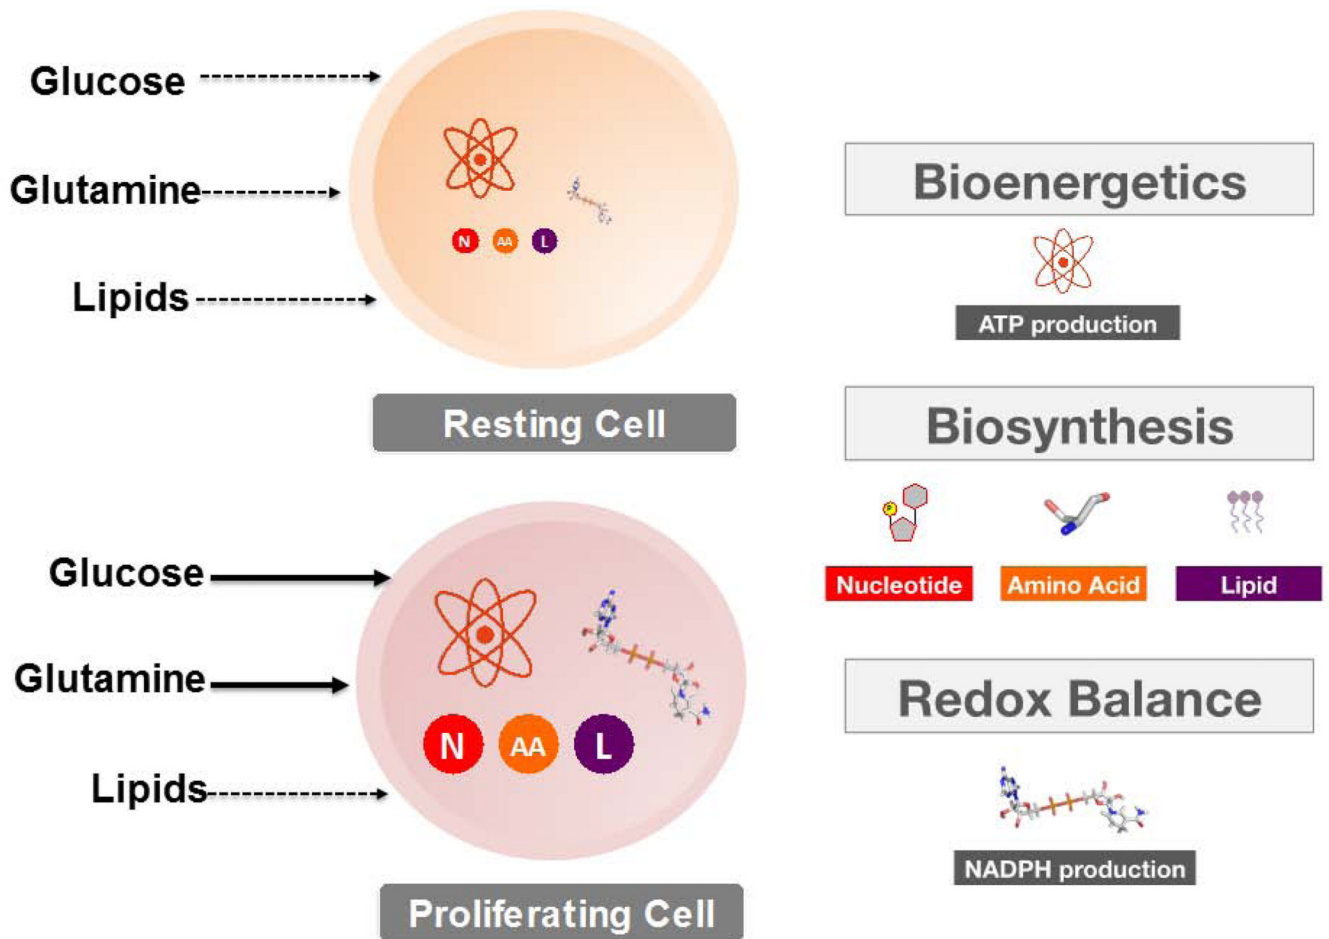 Glucose
Glutamine
Lipids
N AA L
Resting Cell
Glucose
Glutamine
Lipids
N AA L
Proliferating Cell
Bioenergetics
ATP production
Biosynthesis
P
Nucleotide Amino Acid Lipid
Redox Balance
NADPH production